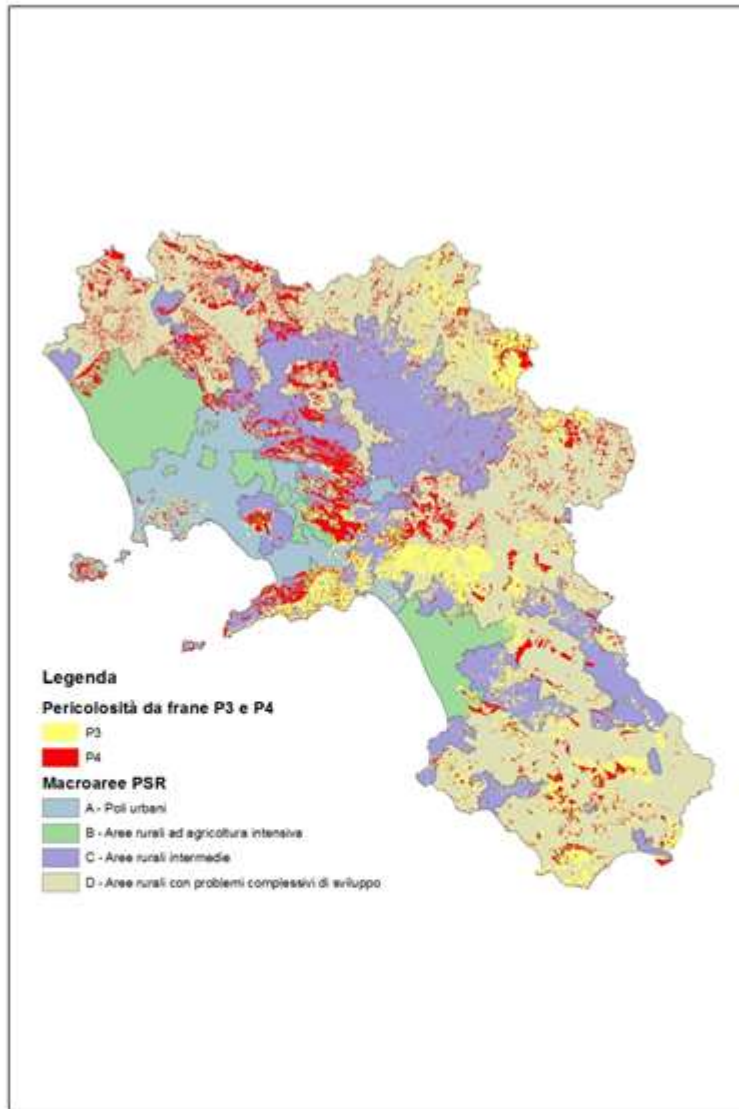 Legenda
Pericolosità da frane P3 e P4
P3
P4
Macroaree PSR
A - Poli urbani
B - Aree rurali ad agricoltura intensiva
C - Aree rurali intermedie
D - Aree rurali con problemi complessivi di sviluppo